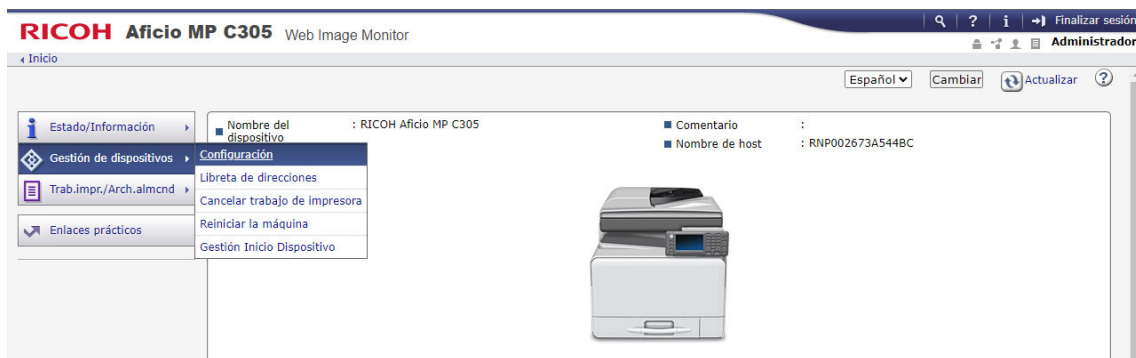 RICOH Aficio MP C305 Web Image Monitor
? i Finalizar sesión
Administrador
Inicio
Español Cambiar Actualizar ?
Estado/Información
Gestión de dispositivos
Trab.impr./Arch.almcnd
Enlaces prácticos
Configuración
Libreta de direcciones
Cancelar trabajo de impresora
Reiniciar la máquina
Gestión Inicio Dispositivo
Nombre del dispositivo : RICOH Aficio MP C305
Comentario :
Nombre de host : RNP002673A544BC